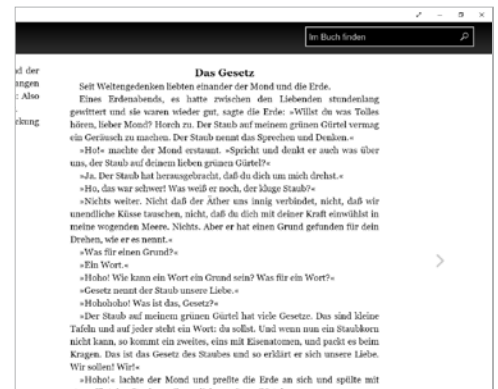 Im Buch finden
d der
angen
: Also
.
ckung
Das Gesetz
Seit Weltengedenken liebten einander der Mond und die Erde.
Eines Erdenabends, es hatte zwischen den Liebenden stundenlang
gewittert und sie waren wieder gut, sagte die Erde: »Willst du was Tolles
hören, lieber Mond? Horch zu. Der Staub auf meinem grünen Gürtel vermag
ein Geräusch zu machen. Der Staub nennt das Sprechen und Denken.«
»Ho!« machte der Mond erstaunt. »Spricht und denkt er auch was über
uns, der Staub auf deinem lieben grünen Gürtel?«
»Ja. Der Staub hat herausgebracht, daß du dich um mich drehst.«
»Ho, das war schwer! Was weiß er noch, der kluge Staub?«
»Nichts weiter. Nicht daß der Äther uns innig verbindet, nicht, daß wir
unendliche Küsse tauschen, nicht, daß du dich mit deiner Kraft einwühlst in
meine wogenden Meere. Nichts. Aber er hat einen Grund gefunden für dein
Drehen, wie er es nennt.«
»Was für einen Grund?«
»Ein Wort.«
»Hoho! Wie kann ein Wort ein Grund sein? Was für ein Wort?«
»Gesetz nennt der Staub unsere Liebe.«
»Hohohoho! Was ist das, Gesetz?«
»Der Staub auf meinem grünen Gürtel hat viele Gesetze. Das sind kleine
Tafeln und auf jeder steht ein Wort: du sollst. Und wenn nun ein Staubkorn
nicht kann, so kommt ein zweites, eins mit Eisenatomen, und packt es beim
Kragen. Das ist das Gesetz des Staubes und so erklärt er sich unsere Liebe.
Wir sollen! Wir!«
»Hoho!« lachte der Mond und preßte die Erde an sich und spülte mit